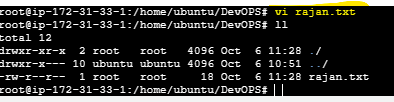 root@ip-172-31-33-1:/home/ubuntu/DevOPS# vi rajan.txt
root@ip-172-31-33-1:/home/ubuntu/DevOPS# ll
total 12
drwxr-xr-x  2 root   root   4096 Oct  6 11:28 ./
drwxr-x--- 10 ubuntu ubuntu 4096 Oct  6 10:51 ../
-rw-r--r--  1 root   root     18 Oct  6 11:28 rajan.txt
root@ip-172-31-33-1:/home/ubuntu/DevOPS#